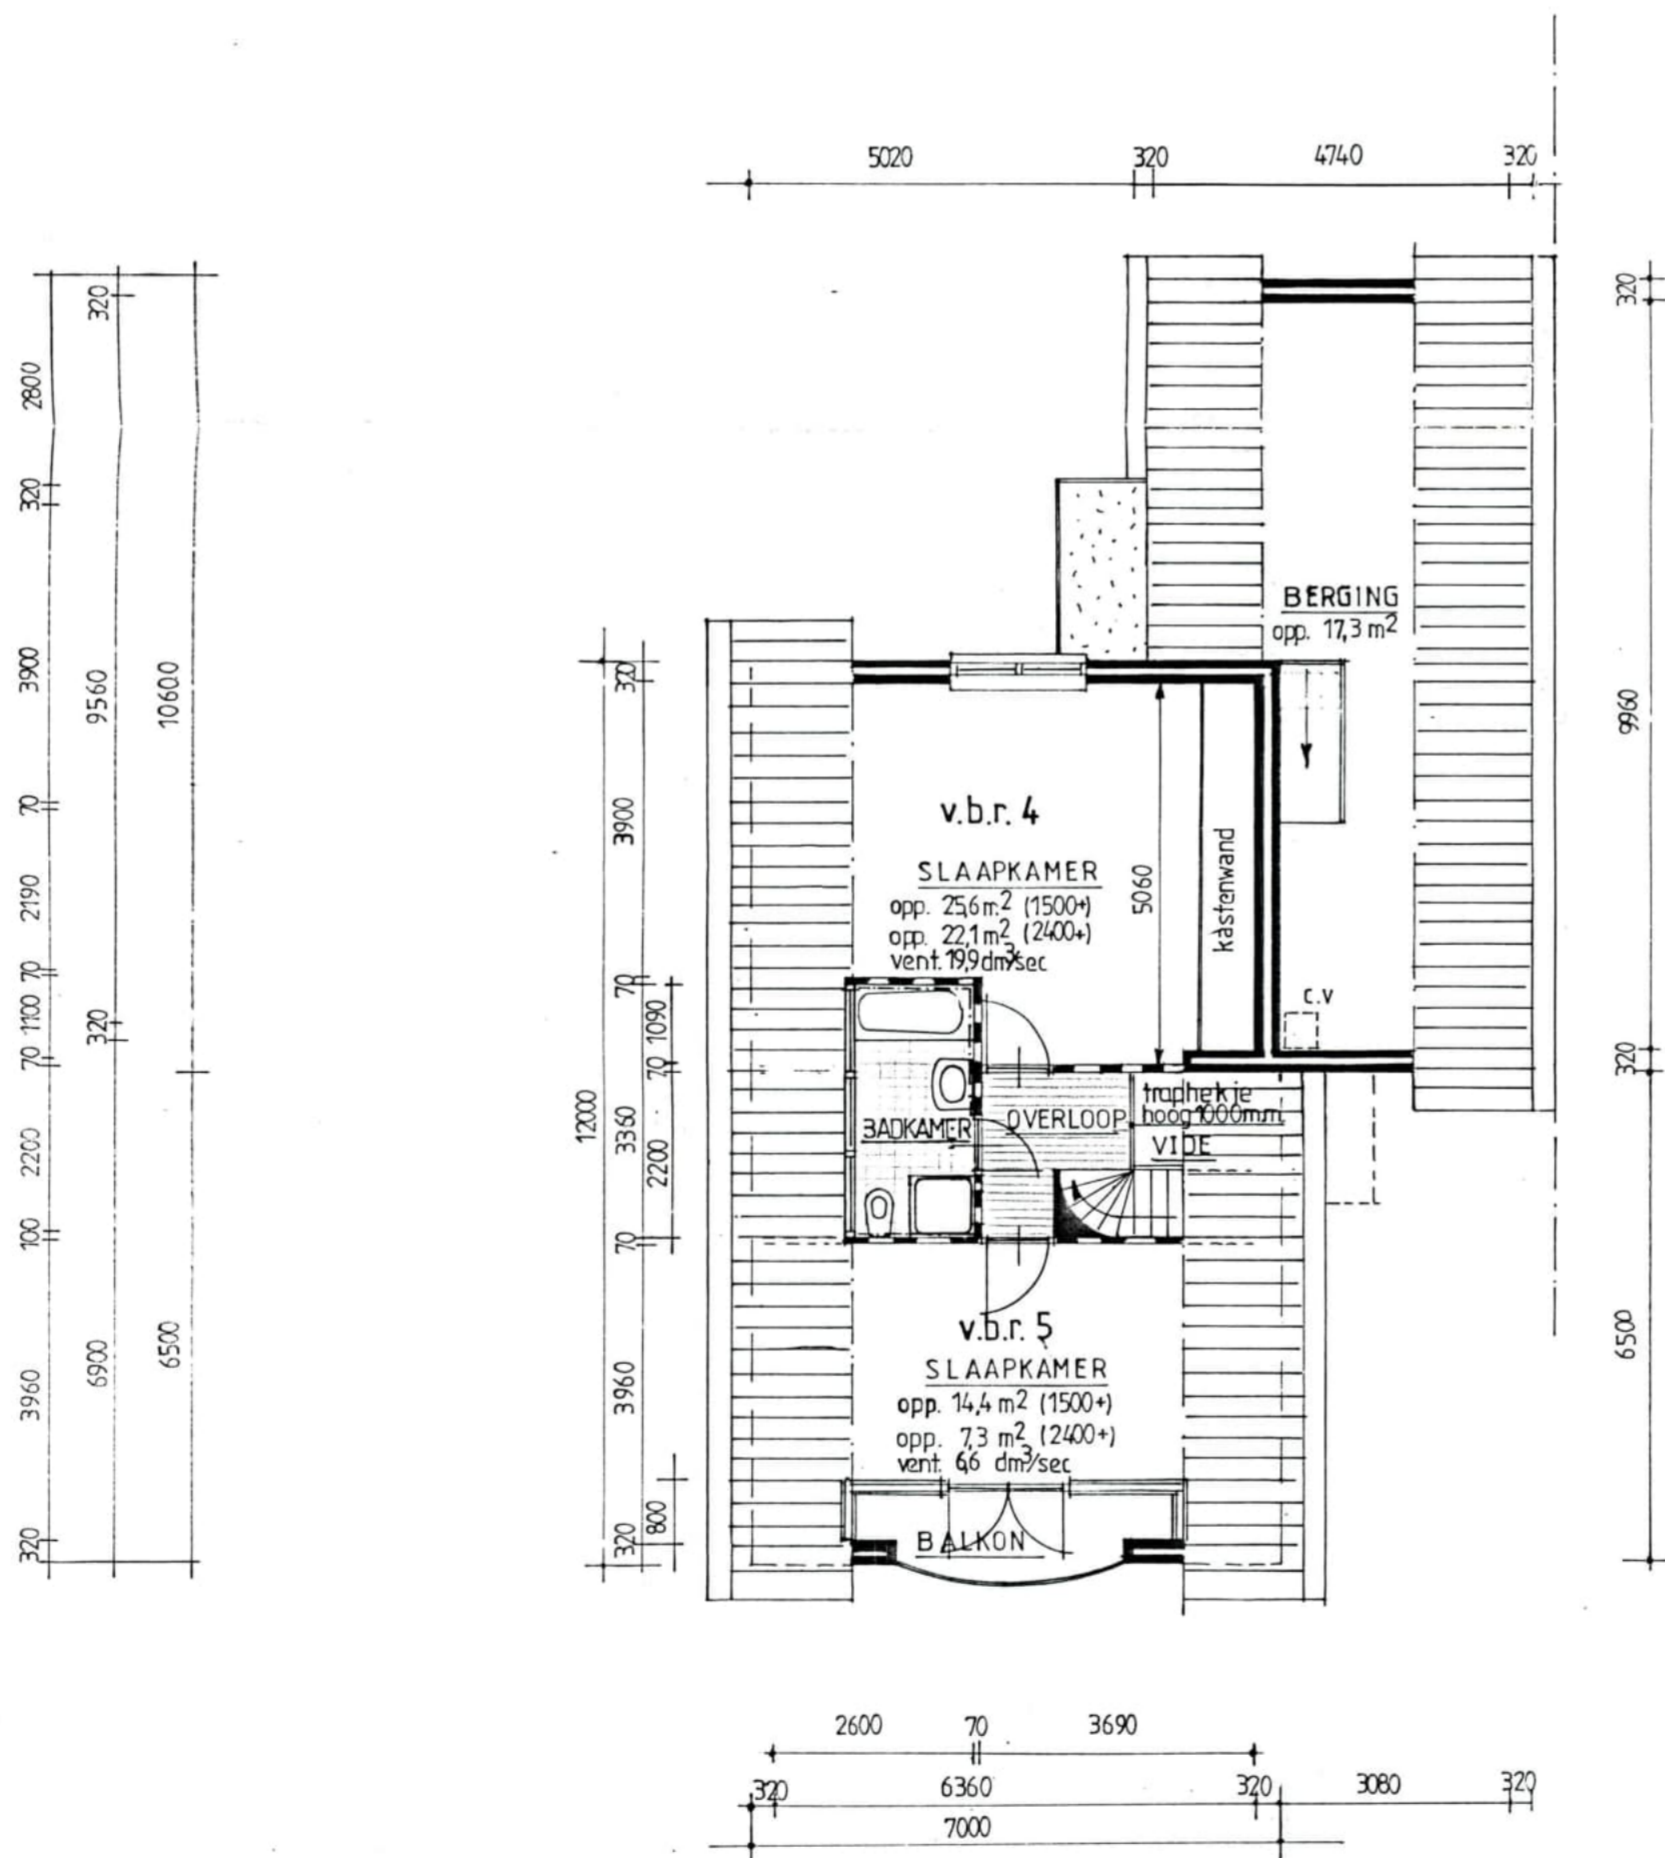 5020 320 4740 320
320
2800
320
3900
70
2190
70
1100
70
2200
100
3960
320
320
9560
320
6900
10600
6500
12000
320
3900
70
3360
70
3960
320
1090
70
2200
800
BERGING
opp. 17,3 m²
v.b.r. 4
SLAAPKAMER
opp. 25,6 m² (1500+)
opp. 22,1 m² (2400+)
vent. 19,9 dm³/sec
5060
kastenwand
c.v
BADKAMER
OVERLOOP
traphekje
hoog 1000m.m.
VIDE
v.b.r. 5
SLAAPKAMER
opp. 14,4 m² (1500+)
opp. 7,3 m² (2400+)
vent. 6,6 dm³/sec
BALKON
9960
320
6500
2600 70 3690
320 6360 320 3080 320
7000